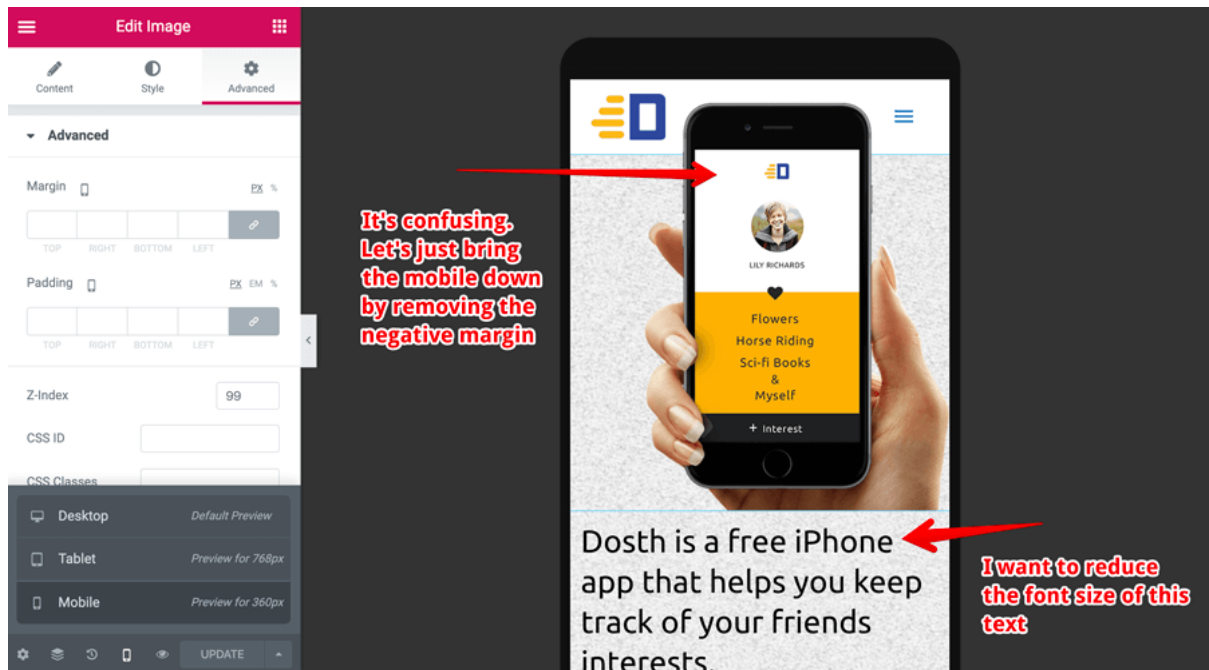 Edit Image
Content
Style
Advanced
Advanced
Margin
PX %
TOP RIGHT BOTTOM LEFT
Padding
PX EM %
TOP RIGHT BOTTOM LEFT
Z-Index
99
CSS ID
CSS Classes
Desktop
Default Preview
Tablet
Preview for 768px
Mobile
Preview for 360px
UPDATE
It's confusing.
Let's just bring
the mobile down
by removing the
negative margin
D
D
LILY RICHARDS
Flowers
Horse Riding
Sci-fi Books
&
Myself
+ Interest
Dosth is a free iPhone
app that helps you keep
track of your friends
interests.
I want to reduce
the font size of this
text